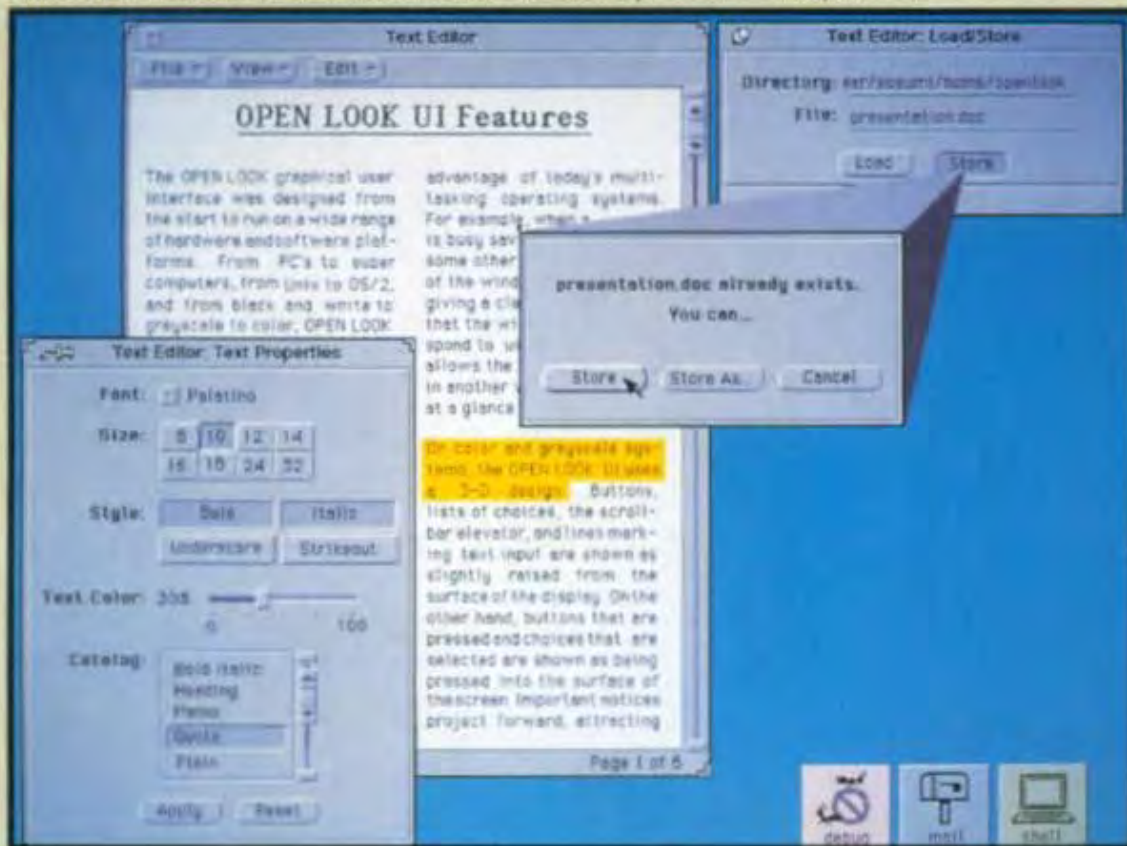 Text Editor
File View Edit
OPEN LOOK UI Features
The OPEN LOOK graphical user
interface was designed from
the start to run on a wide range
of hardware and software plat-
forms. From PC's to super
computers, from Unix to OS/2,
and from black and white to
greyscale to color, OPEN LOOK
advantage of today's multi-
tasking operating systems.
For example, when a
is busy sav
some other
of the wind
giving a cle
that the wi
spond to
allows the
in another
at a glance
On color and greyscale sys-
tems, the OPEN LOOK UI uses
a 3-D design. Buttons,
lists of choices, the scroll-
bar elevator, and lines mark-
ing text input are shown as
slightly raised from the
surface of the display. On the
other hand, buttons that are
pressed and choices that are
selected are shown as being
pressed into the surface of
the screen. Important notices
project forward, attracting
Page 1 of 6
Text Editor: Load/Store
Directory: /openlook
File: presentation.doc
Load Store
presentation.doc already exists.
You can...
Store Store As... Cancel
Text Editor: Text Properties
Font: Palatino
Size: 8 10 12 14
16 18 24 32
Style: Bold Italic
Underscore Strikeout
Text Color:
0 100
Catalog:
Bold Italic
Heading
Memo
Quote
Plain
Apply Reset
debug mail shell